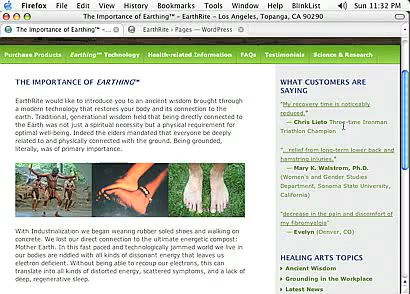 Firefox File Edit View History Bookmarks Tools Window Help BlinkList Sun 11:32 PM
The Importance of Earthing™ — EarthRite – Los Angeles, Topanga, CA 90290
The Importance of Earthing™ –... EarthRite › Pages — WordPress
Purchase Products Earthing™ Technology Health-related Information FAQs Testimonials Science & Research
THE IMPORTANCE OF EARTHING™
EarthRite would like to introduce you to an ancient wisdom brought through
a modern technology that restores your body and its connection to the
earth. Traditional, generational wisdom held that being directly connected to
the Earth was not just a spiritual necessity but a physical requirement for
optimal well-being. Indeed the elders mandated that everyone be deeply
related to and physically connected with the ground. Being grounded,
literally, was of primary importance.
With Industrialization we began wearing rubber soled shoes and walking on
concrete. We lost our direct connection to the ultimate energetic compost:
Mother Earth. In this fast paced and technologically jammed world we live in
our bodies are riddled with all kinds of dissonant energy that leaves us
electron deficient. Without being able to recoup our electrons, this can
translate into all kinds of distorted energy, scattered symptoms, and a lack of
deep, regenerative sleep.
WHAT CUSTOMERS ARE
SAYING
"My recovery time is noticably
reduced."
— Chris Lieto Three-time Ironman
Triathlon Champion
"...relief from long-term lower back and
hamstring injuries."
— Mary K. Walstrom, Ph.D.
(Women's and Gender Studies
Department, Sonoma State University,
California)
"decrease in the pain and discomfort of
my fibromyalgia"
— Evelyn (Denver, CO)
HEALING ARTS TOPICS
Ancient Wisdom
Grounding in the Workplace
Latest News